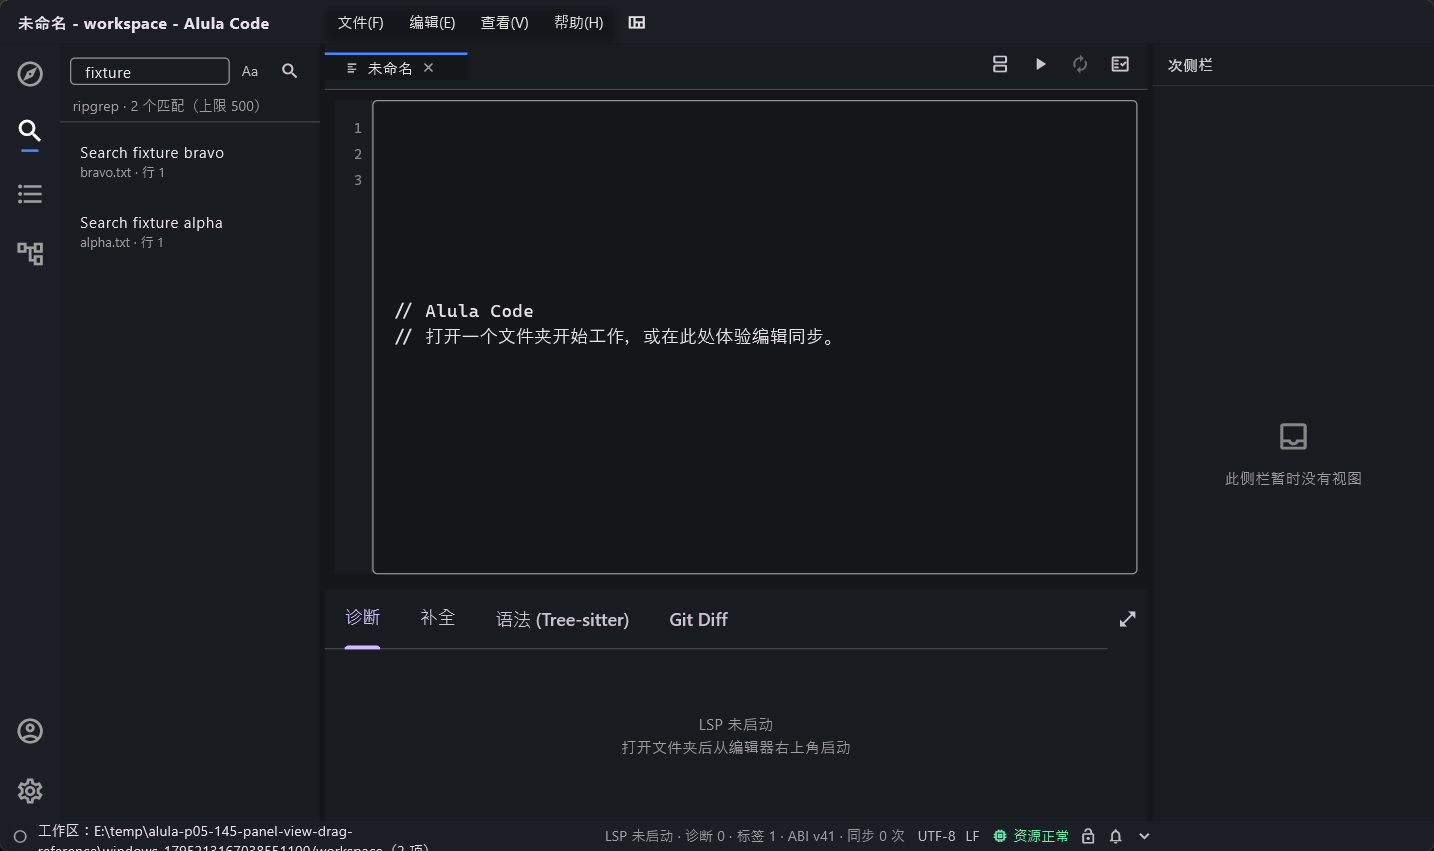 未命名 - workspace - Alula Code
文件(F) 编辑(E) 查看(V) 帮助(H)
fixture
Aa
ripgrep · 2 个匹配（上限 500）
Search fixture bravo
bravo.txt · 行 1
Search fixture alpha
alpha.txt · 行 1
未命名
次侧栏
1
2
3
// Alula Code
// 打开一个文件夹开始工作，或在此处体验编辑同步。
此侧栏暂时没有视图
诊断 补全 语法 (Tree-sitter) Git Diff
LSP 未启动
打开文件夹后从编辑器右上角启动
工作区：E:\temp\alula-p05-145-panel-view-drag-
reference\windows-1795213167038551100/workspace（2 项）
LSP 未启动 · 诊断 0 · 标签 1 · ABI v41 · 同步 0 次 UTF-8 LF 资源正常